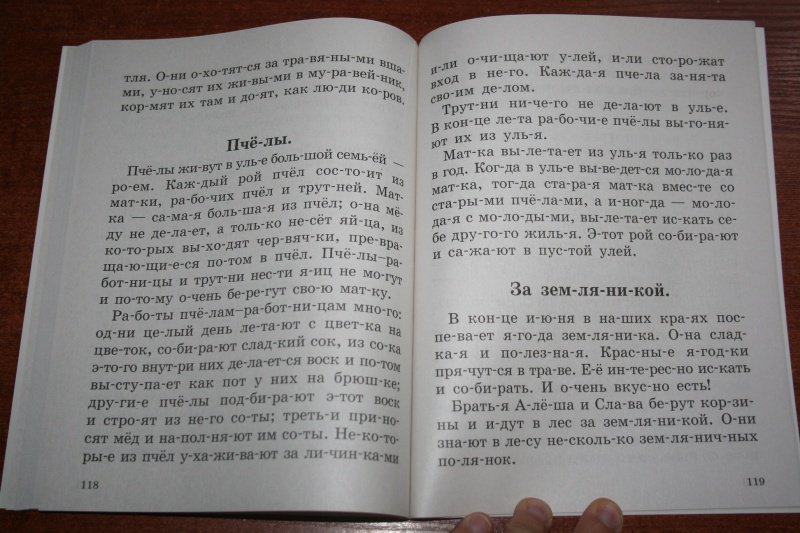 тля. О-ни о-хо-тят-ся за тра-вя-ны-ми вша-
ми, у-но-сят их жи-вы-ми в му-ра-вей-ник,
кор-мят их там и до-ят, как лю-ди ко-ров.
Пчё-лы.
Пчё-лы жи-вут в уль-е боль-шой семь-ёй —
ро-ем. Каж-дый рой пчёл сос-то-ит из
мат-ки, ра-бо-чих пчёл и трут-ней. Мат-
ка — са-ма-я боль-ша-я из пчёл; о-на мё-
ду не де-ла-ет, а толь-ко не-сёт яй-ца, из
ко-то-рых вы-хо-дят чер-вяч-ки, пре-вра-
ща-ю-щи-е-ся по-том в пчёл. Пчё-лы-ра-
бот-ни-цы и трут-ни нес-ти я-иц не мо-гут
и по-то-му о-чень бе-ре-гут сво-ю мат-ку.
Ра-бо-ты пчё-лам-ра-бот-ни-цам мно-го:
од-ни це-лый день ле-та-ют с цвет-ка на
цве-ток, со-би-ра-ют слад-кий сок, из со-ка
э-то-го внут-ри них де-ла-ет-ся воск и по-том
вы-сту-па-ет как пот у них на брюш-ке;
дру-ги-е пчё-лы под-би-ра-ют э-тот воск
и стро-ят из не-го со-ты; треть-и при-но-
сят мёд и на-пол-ня-ют им со-ты. Не-ко-то-
ры-е из пчёл у-ха-жи-ва-ют за ли-чин-ка-ми
118
и-ли о-чи-ща-ют у-лей, и-ли сто-ро-жат
вход в не-го. Каж-да-я пче-ла за-ня-та
сво-им де-лом.
Трут-ни ни-че-го не де-ла-ют в уль-е.
В кон-це ле-та ра-бо-чи-е пчё-лы вы-го-ня-
ют их из уль-я.
Мат-ка вы-ле-та-ет из уль-я толь-ко раз
в год. Ког-да в уль-е вы-ве-дет-ся мо-ло-да-я
мат-ка, тог-да ста-ра-я мат-ка вмес-те со
ста-ры-ми пчё-ла-ми, а и-ног-да — мо-ло-
да-я с мо-ло-ды-ми, вы-ле-та-ет ис-кать се-
бе дру-го-го жиль-я. Э-тот рой со-би-ра-ют
и са-жа-ют в пус-той улей.
За зем-ля-ни-кой.
В кон-це и-ю-ня в на-ших кра-ях пос-
пе-ва-ет я-го-да зем-ля-ни-ка. О-на слад-
ка-я и по-лез-на-я. Крас-ны-е я-год-ки
пря-чут-ся в тра-ве. Е-ё ин-те-рес-но ис-кать
и со-би-рать. И о-чень вкус-но есть!
Брать-я А-лё-ша и Сла-ва бе-рут кор-зи-
ны и и-дут в лес за зем-ля-ни-кой. О-ни
зна-ют в ле-су не-сколь-ко зем-ля-нич-ных
по-ля-нок.
119